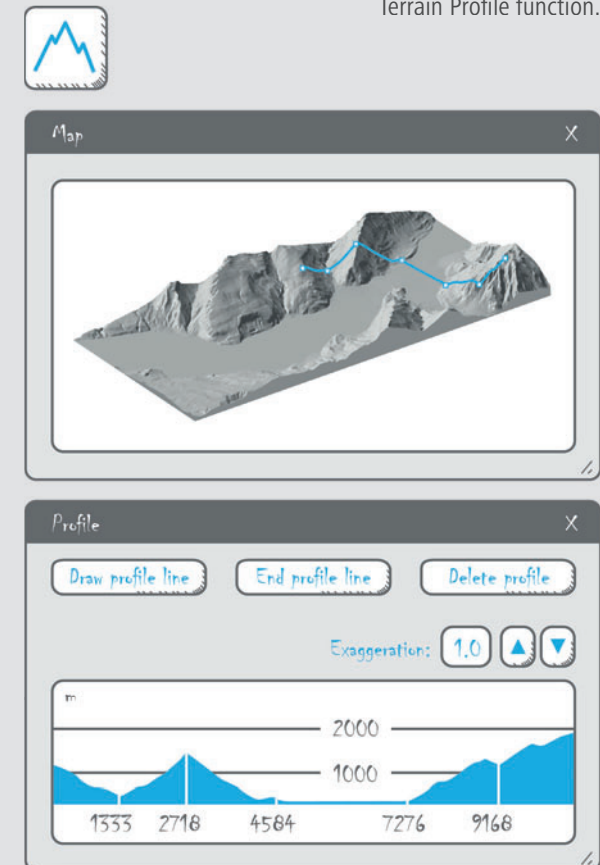 Terrain Profile function.
Map X
Profile X
Draw profile line End profile line Delete profile
Exaggeration: 1.0
m
2000
1000
1333 2718 4584 7276 9168